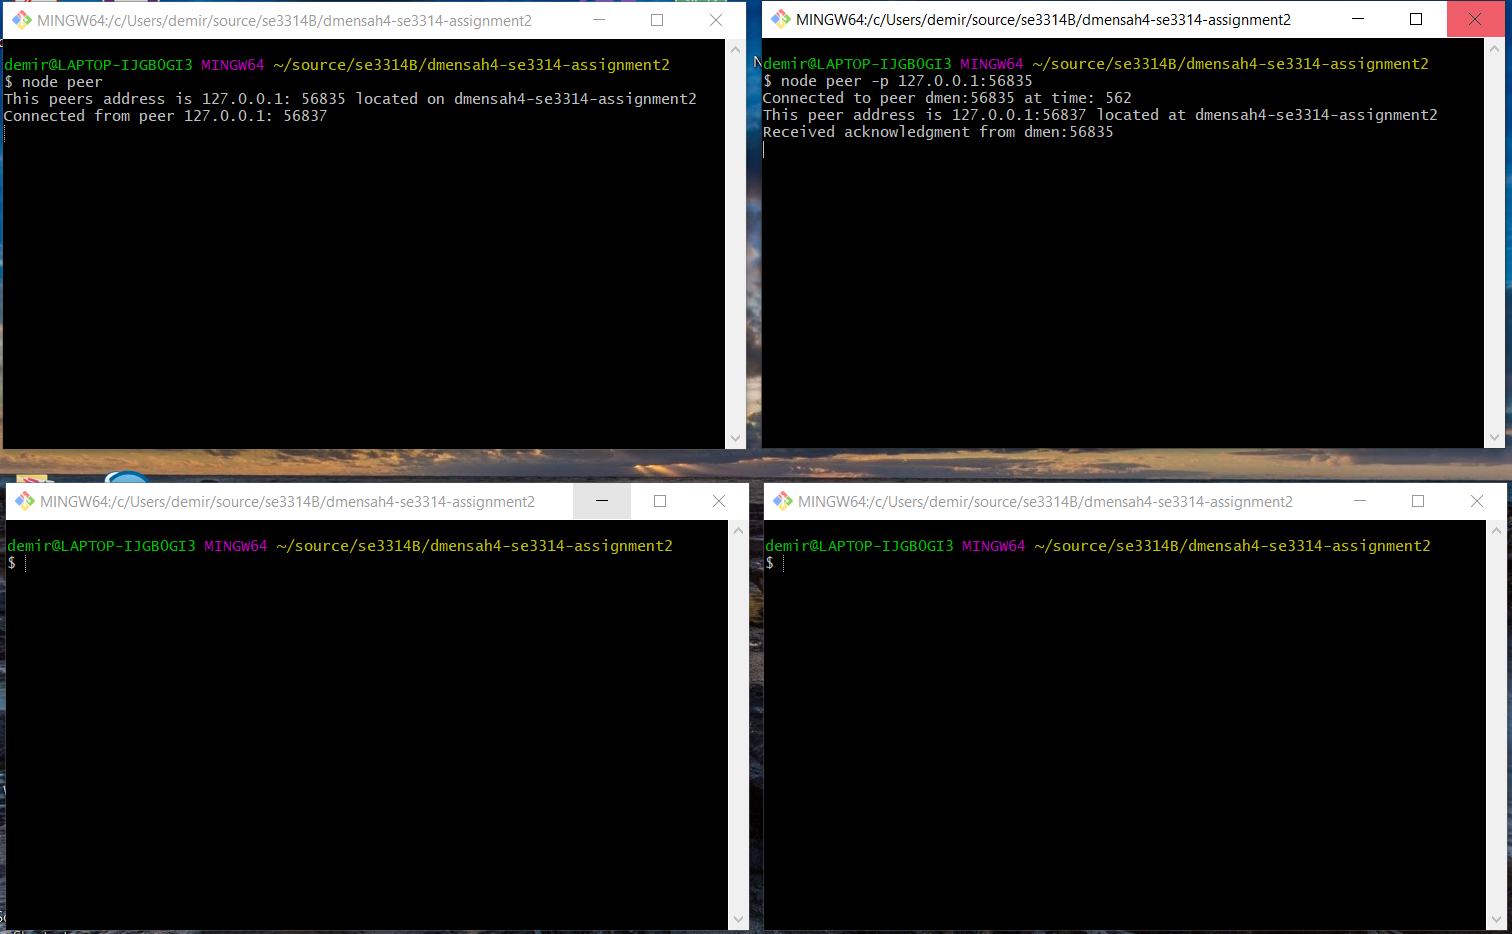 MINGW64:/c/Users/demir/source/se3314B/dmensah4-se3314-assignment2
demir@LAPTOP-IJGB0GI3 MINGW64 ~/source/se3314B/dmensah4-se3314-assignment2
$ node peer
This peers address is 127.0.0.1: 56835 located on dmensah4-se3314-assignment2
Connected from peer 127.0.0.1: 56837
MINGW64:/c/Users/demir/source/se3314B/dmensah4-se3314-assignment2
demir@LAPTOP-IJGB0GI3 MINGW64 ~/source/se3314B/dmensah4-se3314-assignment2
$ node peer -p 127.0.0.1:56835
Connected to peer dmen:56835 at time: 562
This peer address is 127.0.0.1:56837 located at dmensah4-se3314-assignment2
Received acknowledgment from dmen:56835
MINGW64:/c/Users/demir/source/se3314B/dmensah4-se3314-assignment2
demir@LAPTOP-IJGB0GI3 MINGW64 ~/source/se3314B/dmensah4-se3314-assignment2
$
MINGW64:/c/Users/demir/source/se3314B/dmensah4-se3314-assignment2
demir@LAPTOP-IJGB0GI3 MINGW64 ~/source/se3314B/dmensah4-se3314-assignment2
$